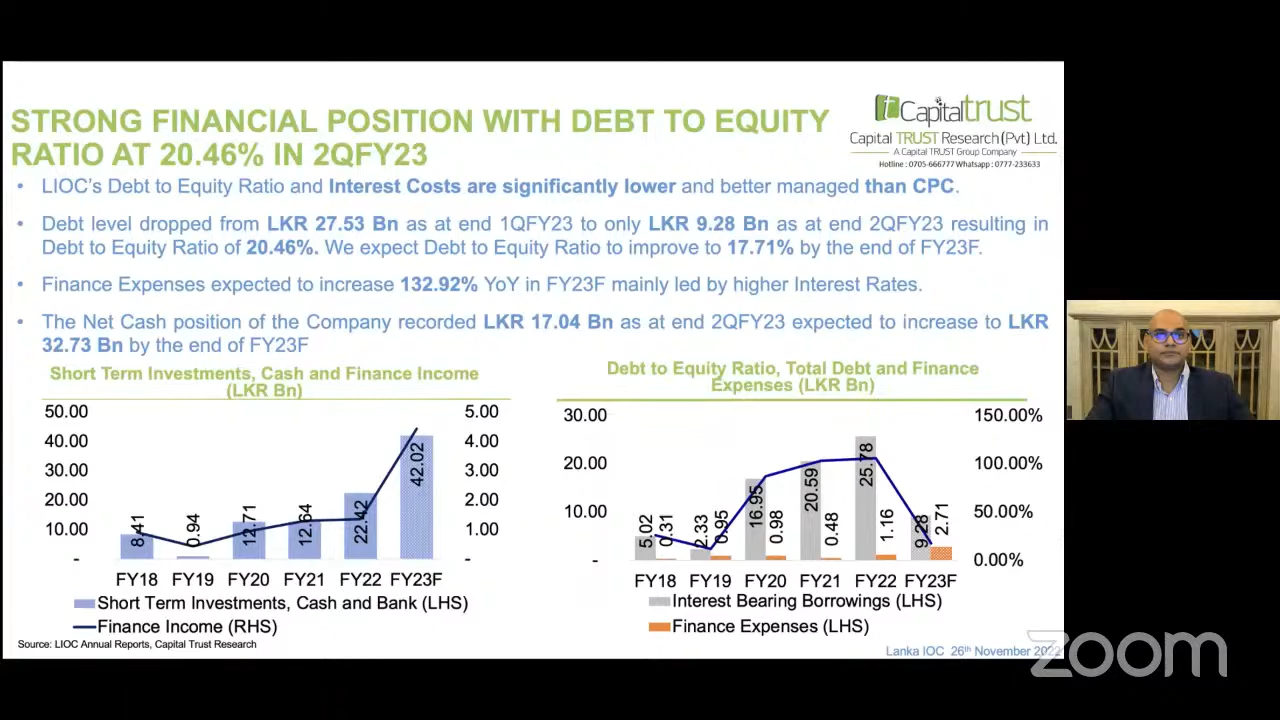 STRONG FINANCIAL POSITION WITH DEBT TO EQUITY
RATIO AT 20.46% IN 2QFY23
Capitaltrust
Capital TRUST Research (Pvt) Ltd.
A Capital TRUST Group Company
Hotline : 0705-666777 Whatsapp : 0777-233633
• LIOC's Debt to Equity Ratio and Interest Costs are significantly lower and better managed than CPC.
• Debt level dropped from LKR 27.53 Bn as at end 1QFY23 to only LKR 9.28 Bn as at end 2QFY23 resulting in
Debt to Equity Ratio of 20.46%. We expect Debt to Equity Ratio to improve to 17.71% by the end of FY23F.
• Finance Expenses expected to increase 132.92% YoY in FY23F mainly led by higher Interest Rates.
• The Net Cash position of the Company recorded LKR 17.04 Bn as at end 2QFY23 expected to increase to LKR
32.73 Bn by the end of FY23F
Short Term Investments, Cash and Finance Income
(LKR Bn)
50.00
40.00
30.00
20.00
10.00
-
5.00
4.00
3.00
2.00
1.00
-
8.41
0.94
12.71
12.64
22.42
42.02
FY18 FY19 FY20 FY21 FY22 FY23F
Short Term Investments, Cash and Bank (LHS)
Finance Income (RHS)
Source: LIOC Annual Reports, Capital Trust Research
Debt to Equity Ratio, Total Debt and Finance
Expenses (LKR Bn)
30.00
20.00
10.00
-
150.00%
100.00%
50.00%
0.00%
5.02
0.31
2.33
0.95
16.95
0.98
20.59
0.48
25.78
1.16
9.28
2.71
FY18 FY19 FY20 FY21 FY22 FY23F
Interest Bearing Borrowings (LHS)
Finance Expenses (LHS)
Lanka IOC 26th November 2022
zoom